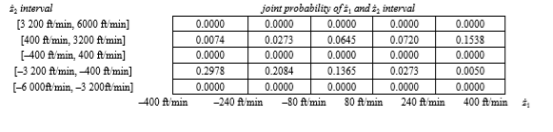 ż₂ interval joint probability of ż₁ and ż₂ interval
[3 200 ft/min, 6000 ft/min] 0.0000 0.0000 0.0000 0.0000 0.0000
[400 ft/min, 3200 ft/min] 0.0074 0.0273 0.0645 0.0720 0.1538
[–400 ft/min, 400 ft/min] 0.0000 0.0000 0.0000 0.0000 0.0000
[–3 200 ft/min, –400 ft/min] 0.2978 0.2084 0.1365 0.0273 0.0050
[–6 000ft/min, –3 200ft/min] 0.0000 0.0000 0.0000 0.0000 0.0000
–400 ft/min –240 ft/min –80 ft/min 80 ft/min 240 ft/min 400 ft/min ż₁